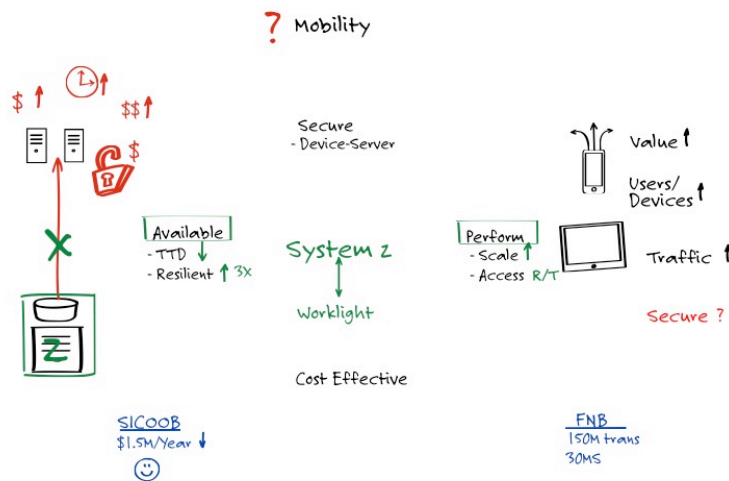 ? Mobility
$
$$
$
Secure
- Device-Server
Value
Users/
Devices
Available
- TTD
- Resilient 3X
System z
Worklight
Perform
- Scale
- Access R/T
Traffic
Secure ?
Z
Cost Effective
SICOOB
$1.5M/Year
FNB
150M trans
30MS